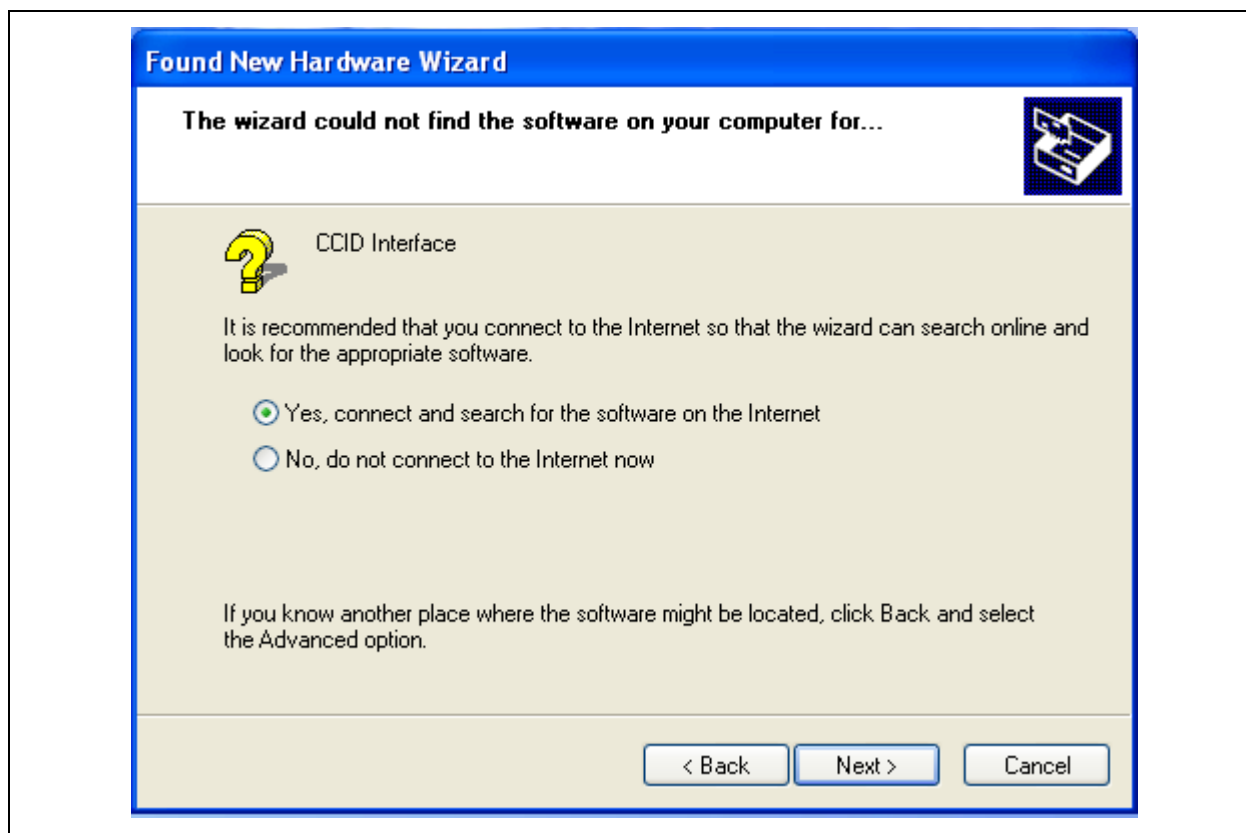 Found New Hardware Wizard
The wizard could not find the software on your computer for...
CCID Interface
It is recommended that you connect to the Internet so that the wizard can search online and
look for the appropriate software.
Yes, connect and search for the software on the Internet
No, do not connect to the Internet now
If you know another place where the software might be located, click Back and select
the Advanced option.
< Back Next > Cancel